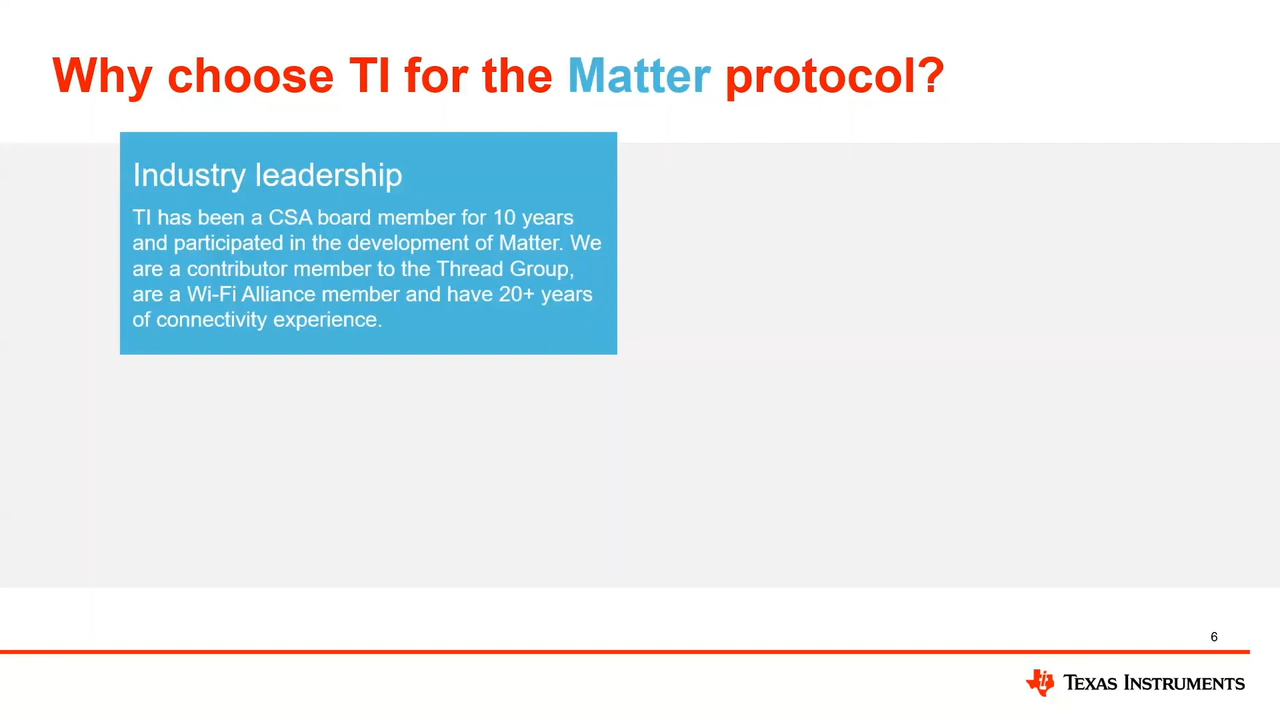 Why choose TI for the Matter protocol?
Industry leadership
TI has been a CSA board member for 10 years
and participated in the development of Matter. We
are a contributor member to the Thread Group,
are a Wi-Fi Alliance member and have 20+ years
of connectivity experience.
6
TEXAS INSTRUMENTS